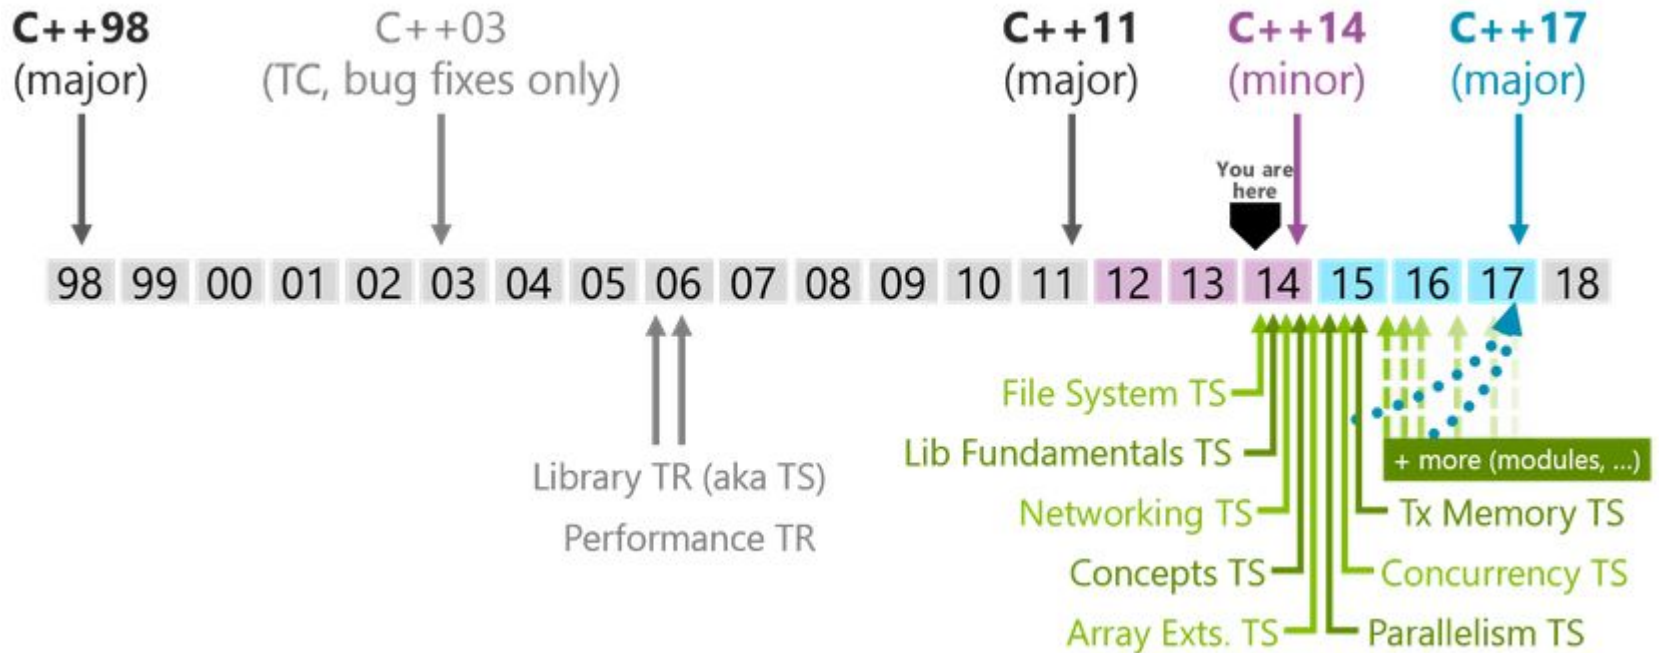 C++98
(major)
C++03
(TC, bug fixes only)
C++11
(major)
C++14
(minor)
C++17
(major)
You are
here
98 99 00 01 02 03 04 05 06 07 08 09 10 11 12 13 14 15 16 17 18
File System TS
Lib Fundamentals TS
+ more (modules, ...)
Library TR (aka TS)
Networking TS
Tx Memory TS
Performance TR
Concepts TS
Concurrency TS
Array Exts. TS
Parallelism TS